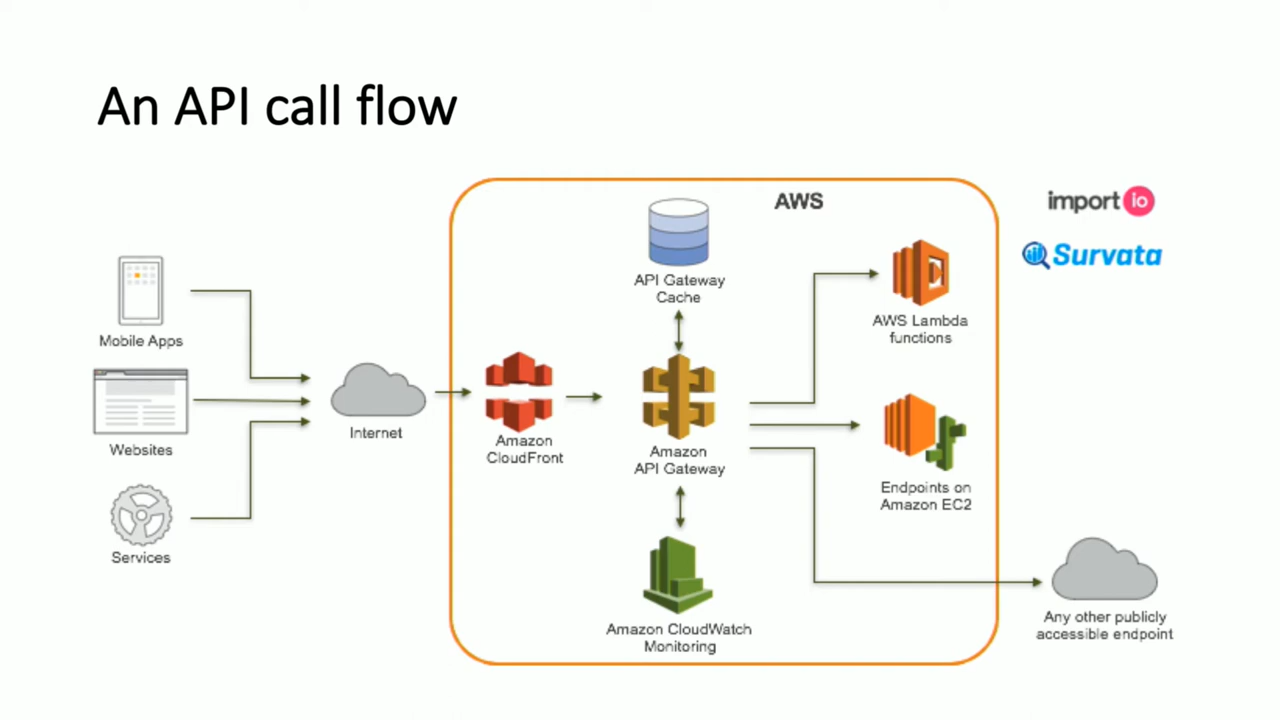 An API call flow
AWS
import io
Survata
API Gateway
Cache
Mobile Apps
AWS Lambda
functions
Internet
Amazon
CloudFront
Amazon
API Gateway
Websites
Endpoints on
Amazon EC2
Services
Amazon CloudWatch
Monitoring
Any other publicly
accessible endpoint